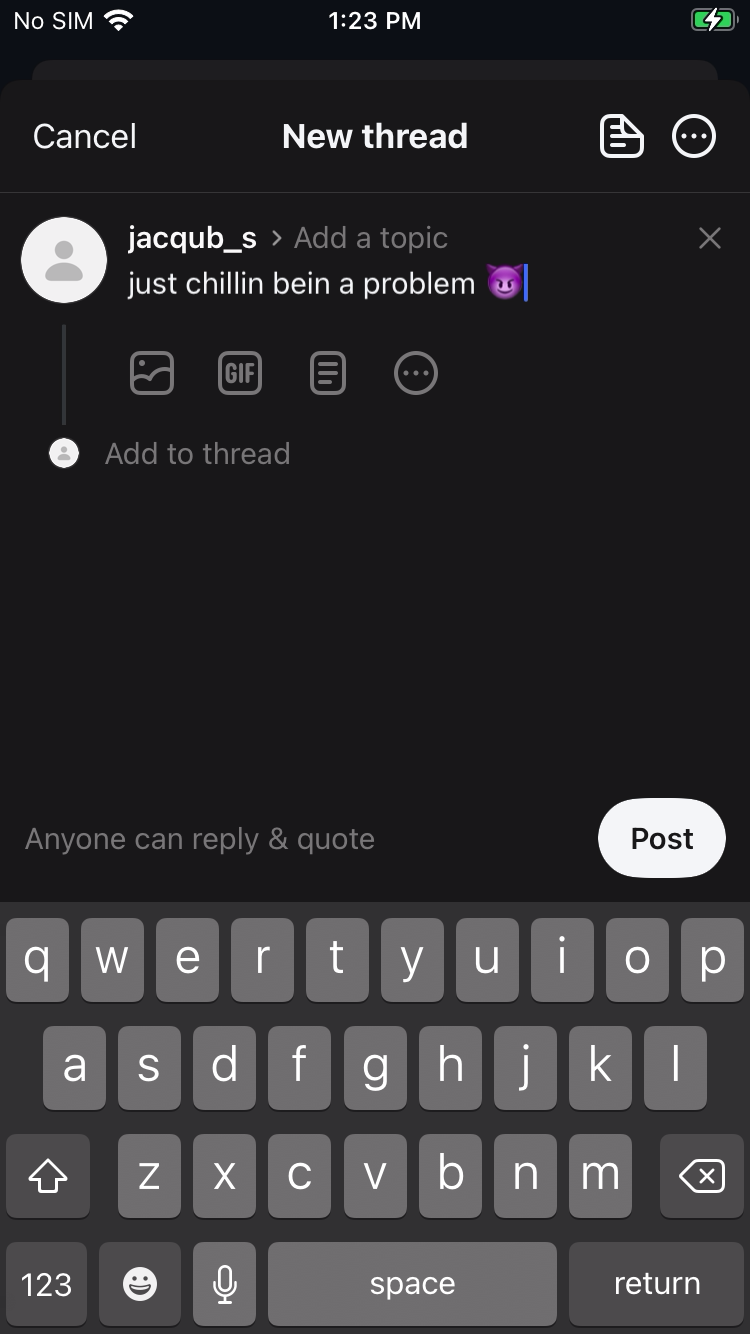 No SIM 1:23 PM
Cancel New thread
jacqub_s > Add a topic
just chillin bein a problem 😈
GIF
Add to thread
Anyone can reply & quote Post
q w e r t y u i o p
a s d f g h j k l
z x c v b n m
123 space return